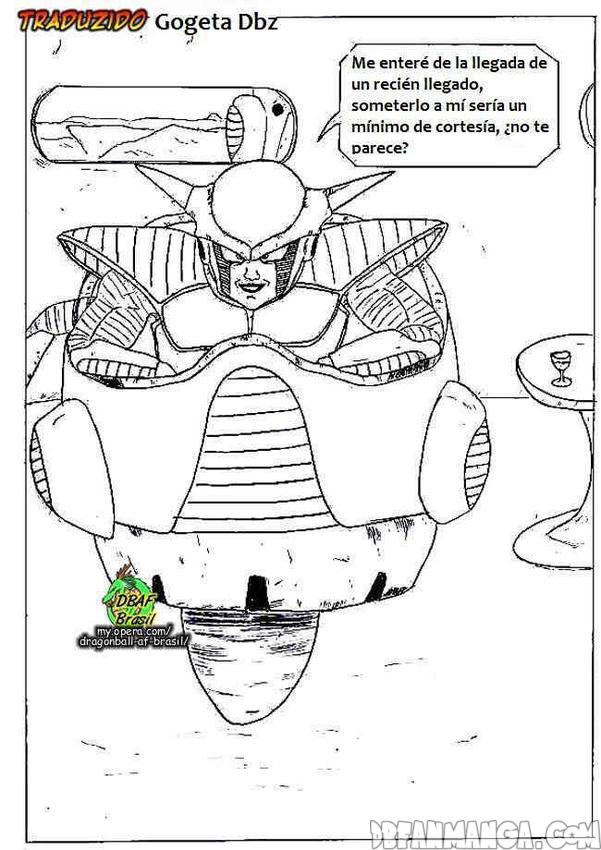 TRADUZIDO Gogeta Dbz
Me enteré de la llegada de
un recién llegado,
someterlo a mí sería un
mínimo de cortesía, ¿no te
parece?
DBAF
Brasil
my.opera.com/
dragonball-af-brasil/
DBFANMANGA.COM